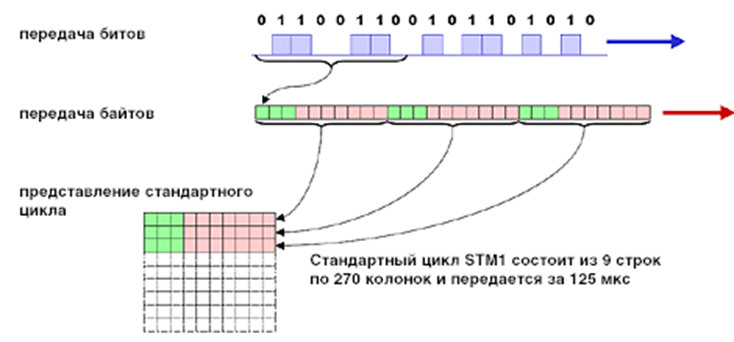 0 1 1 0 0 1 1 0 0 1 0 1 1 0 1 0 1 0
передача битов
передача байтов
представление стандартного
цикла
Стандартный цикл STM1 состоит из 9 строк
по 270 колонок и передается за 125 мкс